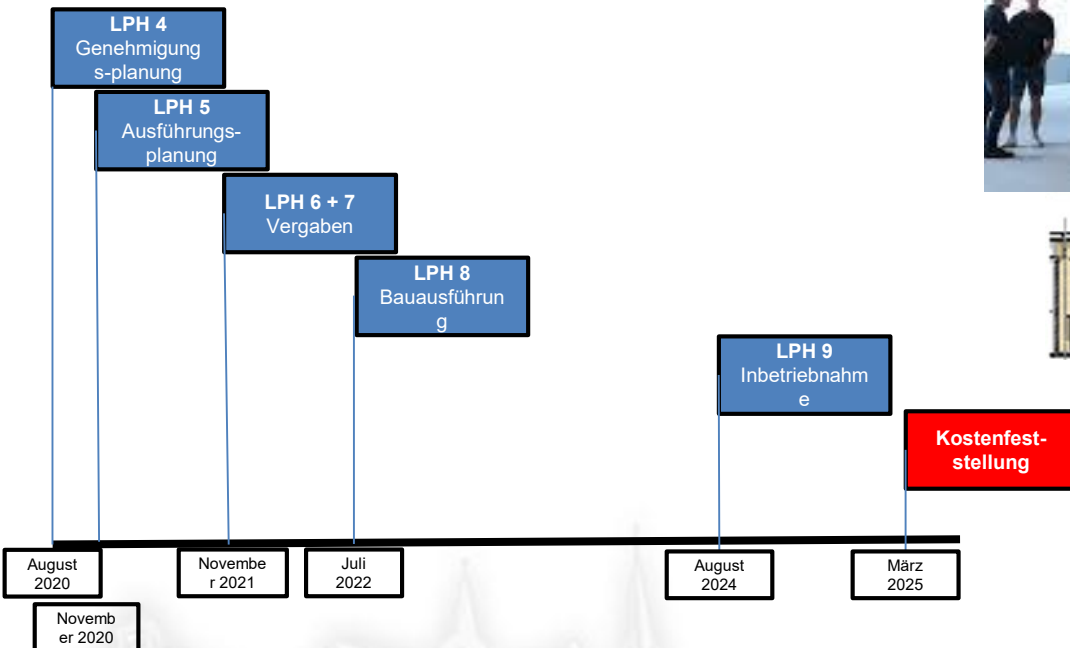 LPH 4
Genehmigung
s-planung
LPH 5
Ausführungs-
planung
LPH 6 + 7
Vergaben
LPH 8
Bauausführun
g
LPH 9
Inbetriebnahm
e
Kostenfest-
stellung
August
2020
Novemb
er 2020
Novembe
r 2021
Juli
2022
August
2024
März
2025